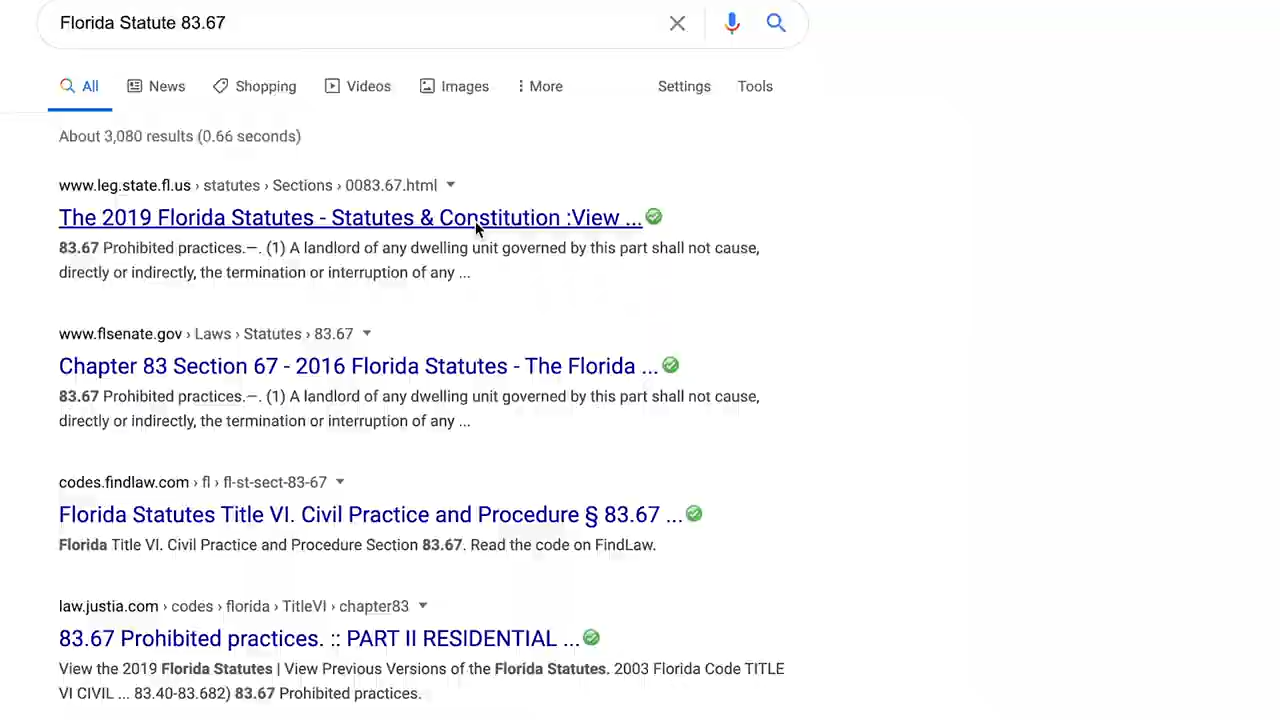 Florida Statute 83.67
All News Shopping Videos Images More Settings Tools
About 3,080 results (0.66 seconds)
www.leg.state.fl.us › statutes › Sections › 0083.67.html
The 2019 Florida Statutes - Statutes & Constitution :View ...
83.67 Prohibited practices.—. (1) A landlord of any dwelling unit governed by this part shall not cause,
directly or indirectly, the termination or interruption of any ...
www.flsenate.gov › Laws › Statutes › 83.67
Chapter 83 Section 67 - 2016 Florida Statutes - The Florida ...
83.67 Prohibited practices.—. (1) A landlord of any dwelling unit governed by this part shall not cause,
directly or indirectly, the termination or interruption of any ...
codes.findlaw.com › fl › fl-st-sect-83-67
Florida Statutes Title VI. Civil Practice and Procedure § 83.67 ...
Florida Title VI. Civil Practice and Procedure Section 83.67. Read the code on FindLaw.
law.justia.com › codes › florida › TitleVI › chapter83
83.67 Prohibited practices. :: PART II RESIDENTIAL ...
View the 2019 Florida Statutes | View Previous Versions of the Florida Statutes. 2003 Florida Code TITLE
VI CIVIL ... 83.40-83.682) 83.67 Prohibited practices.